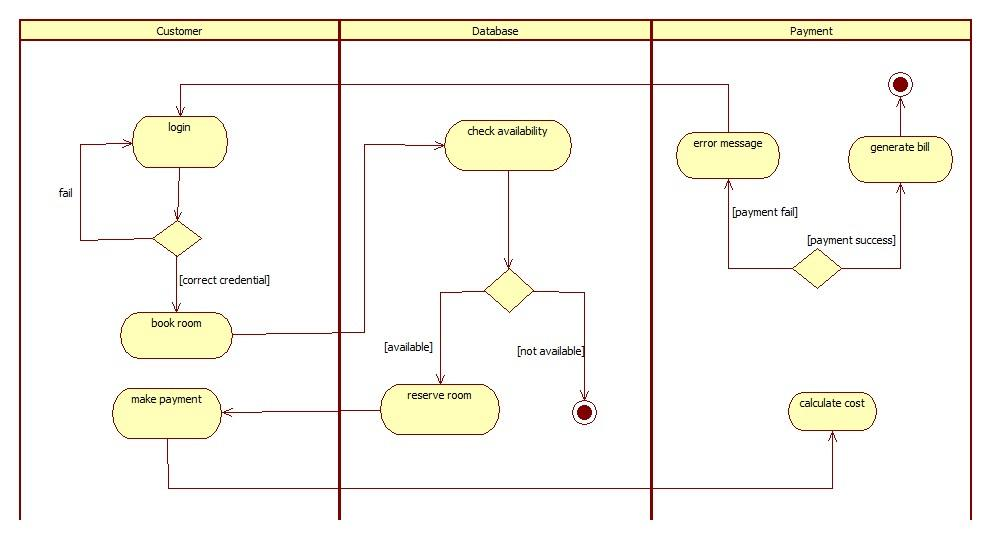 Customer
Database
Payment
login
check availability
error message
generate bill
fail
[payment fail]
[payment success]
[correct credential]
book room
[available]
[not available]
make payment
reserve room
calculate cost